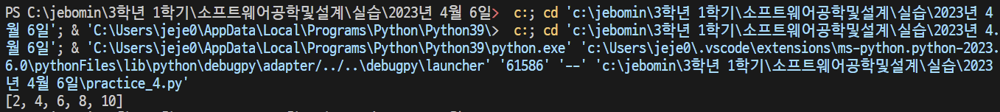 PS C:\jebomin\3학년 1학기\소프트웨어공학및설계\실습\2023년 4월 6일>  c:; cd 'c:\jebomin\3학년 1학기\소프트웨어공학및설계\실습\2023년 4
월 6일'; & 'C:\Users\jeje0\AppData\Local\Programs\Python\Python39\>  c:; cd 'c:\jebomin\3학년 1학기\소프트웨어공학및설계\실습\2023년 4.
월 6일'; & 'C:\Users\jeje0\AppData\Local\Programs\Python\Python39\python.exe' 'c:\Users\jeje0\.vscode\extensions\ms-python.python-2023.
6.0\pythonFiles\lib\python\debugpy\adapter/../..\debugpy\launcher' '61586' '--' 'c:\jebomin\3학년 1학기\소프트웨어공학및설계\실습\2023
년 4월 6일\practice_4.py'
[2, 4, 6, 8, 10]